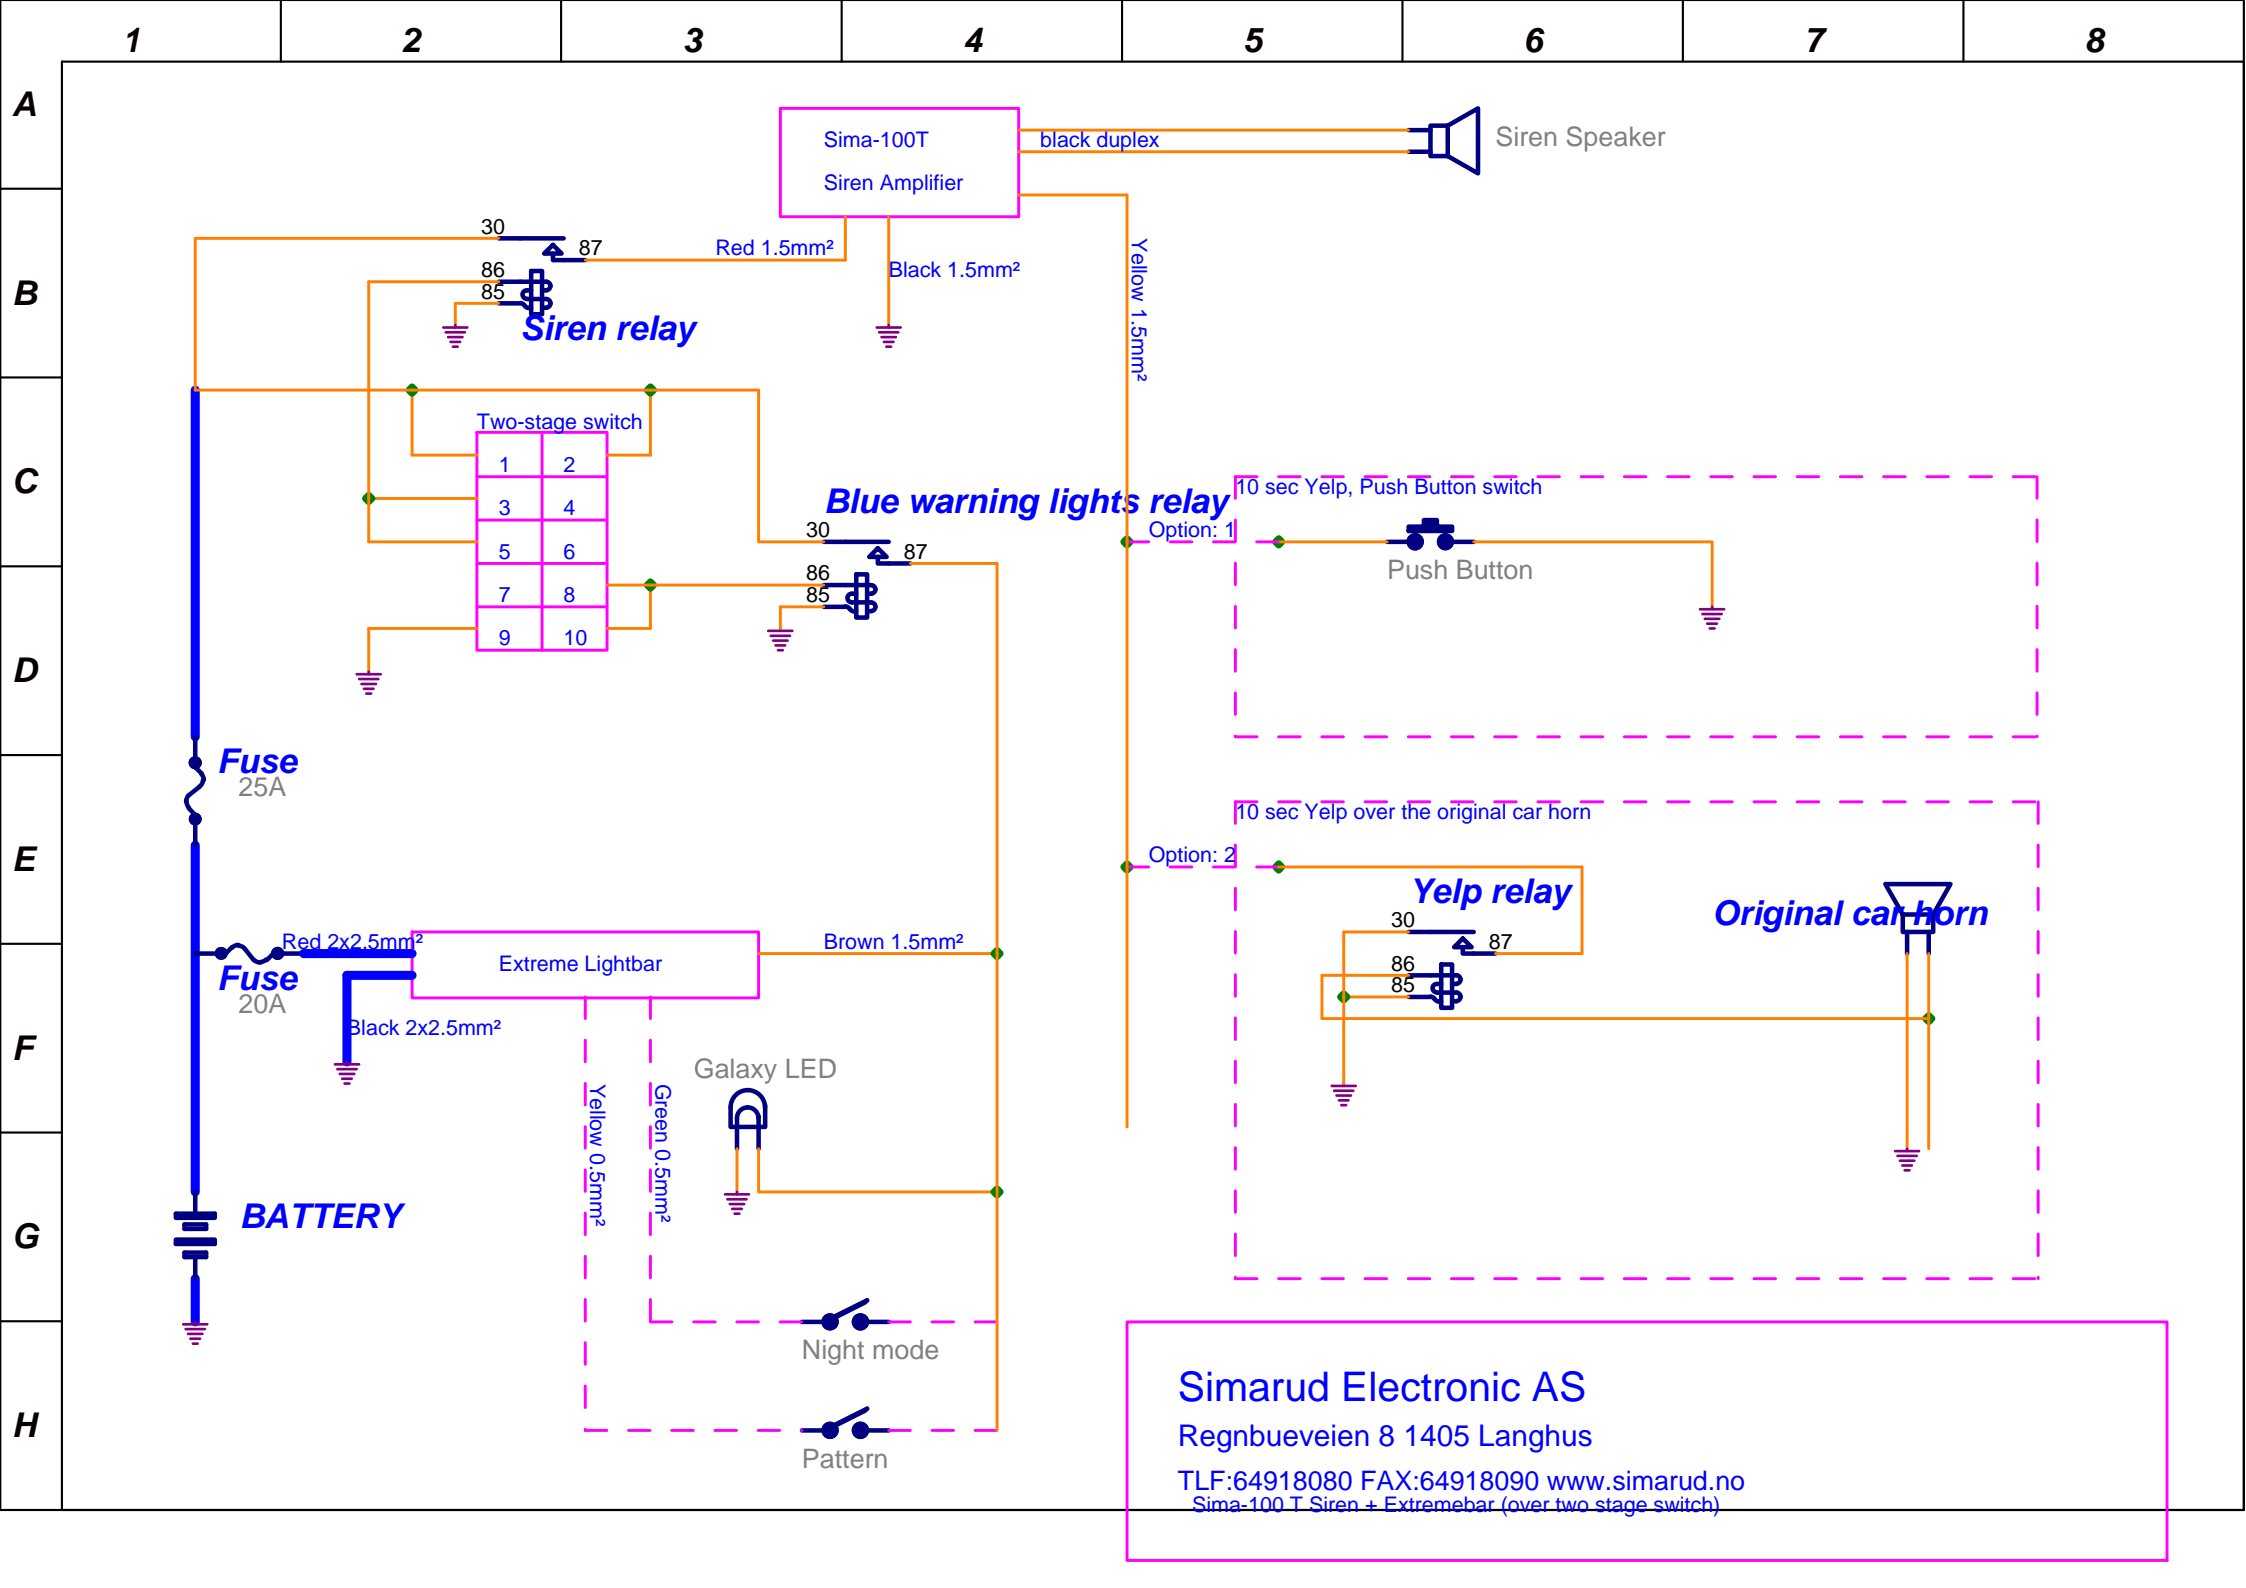 1 2 3 4 5 6 7 8
A
Sima-100T
Siren Amplifier
black duplex
Siren Speaker
B
30
87
86
85
Siren relay
Red 1.5mm²
Black 1.5mm²
Yellow 1.5mm²
C
Two-stage switch
1 2
3 4
5 6
7 8
9 10
Blue warning lights relay
30
87
86
85
10 sec Yelp, Push Button switch
Option: 1
Push Button
D
Fuse
25A
E
10 sec Yelp over the original car horn
Option: 2
Yelp relay
30
87
86
85
Original car horn
Red 2x2.5mm²
Fuse
20A
Extreme Lightbar
Brown 1.5mm²
Black 2x2.5mm²
F
Galaxy LED
Yellow 0.5mm²
Green 0.5mm²
G
BATTERY
Night mode
H
Pattern
Simarud Electronic AS
Regnbueveien 8 1405 Langhus
TLF:64918080 FAX:64918090 www.simarud.no
Sima-100 T Siren + Extremebar (over two stage switch)